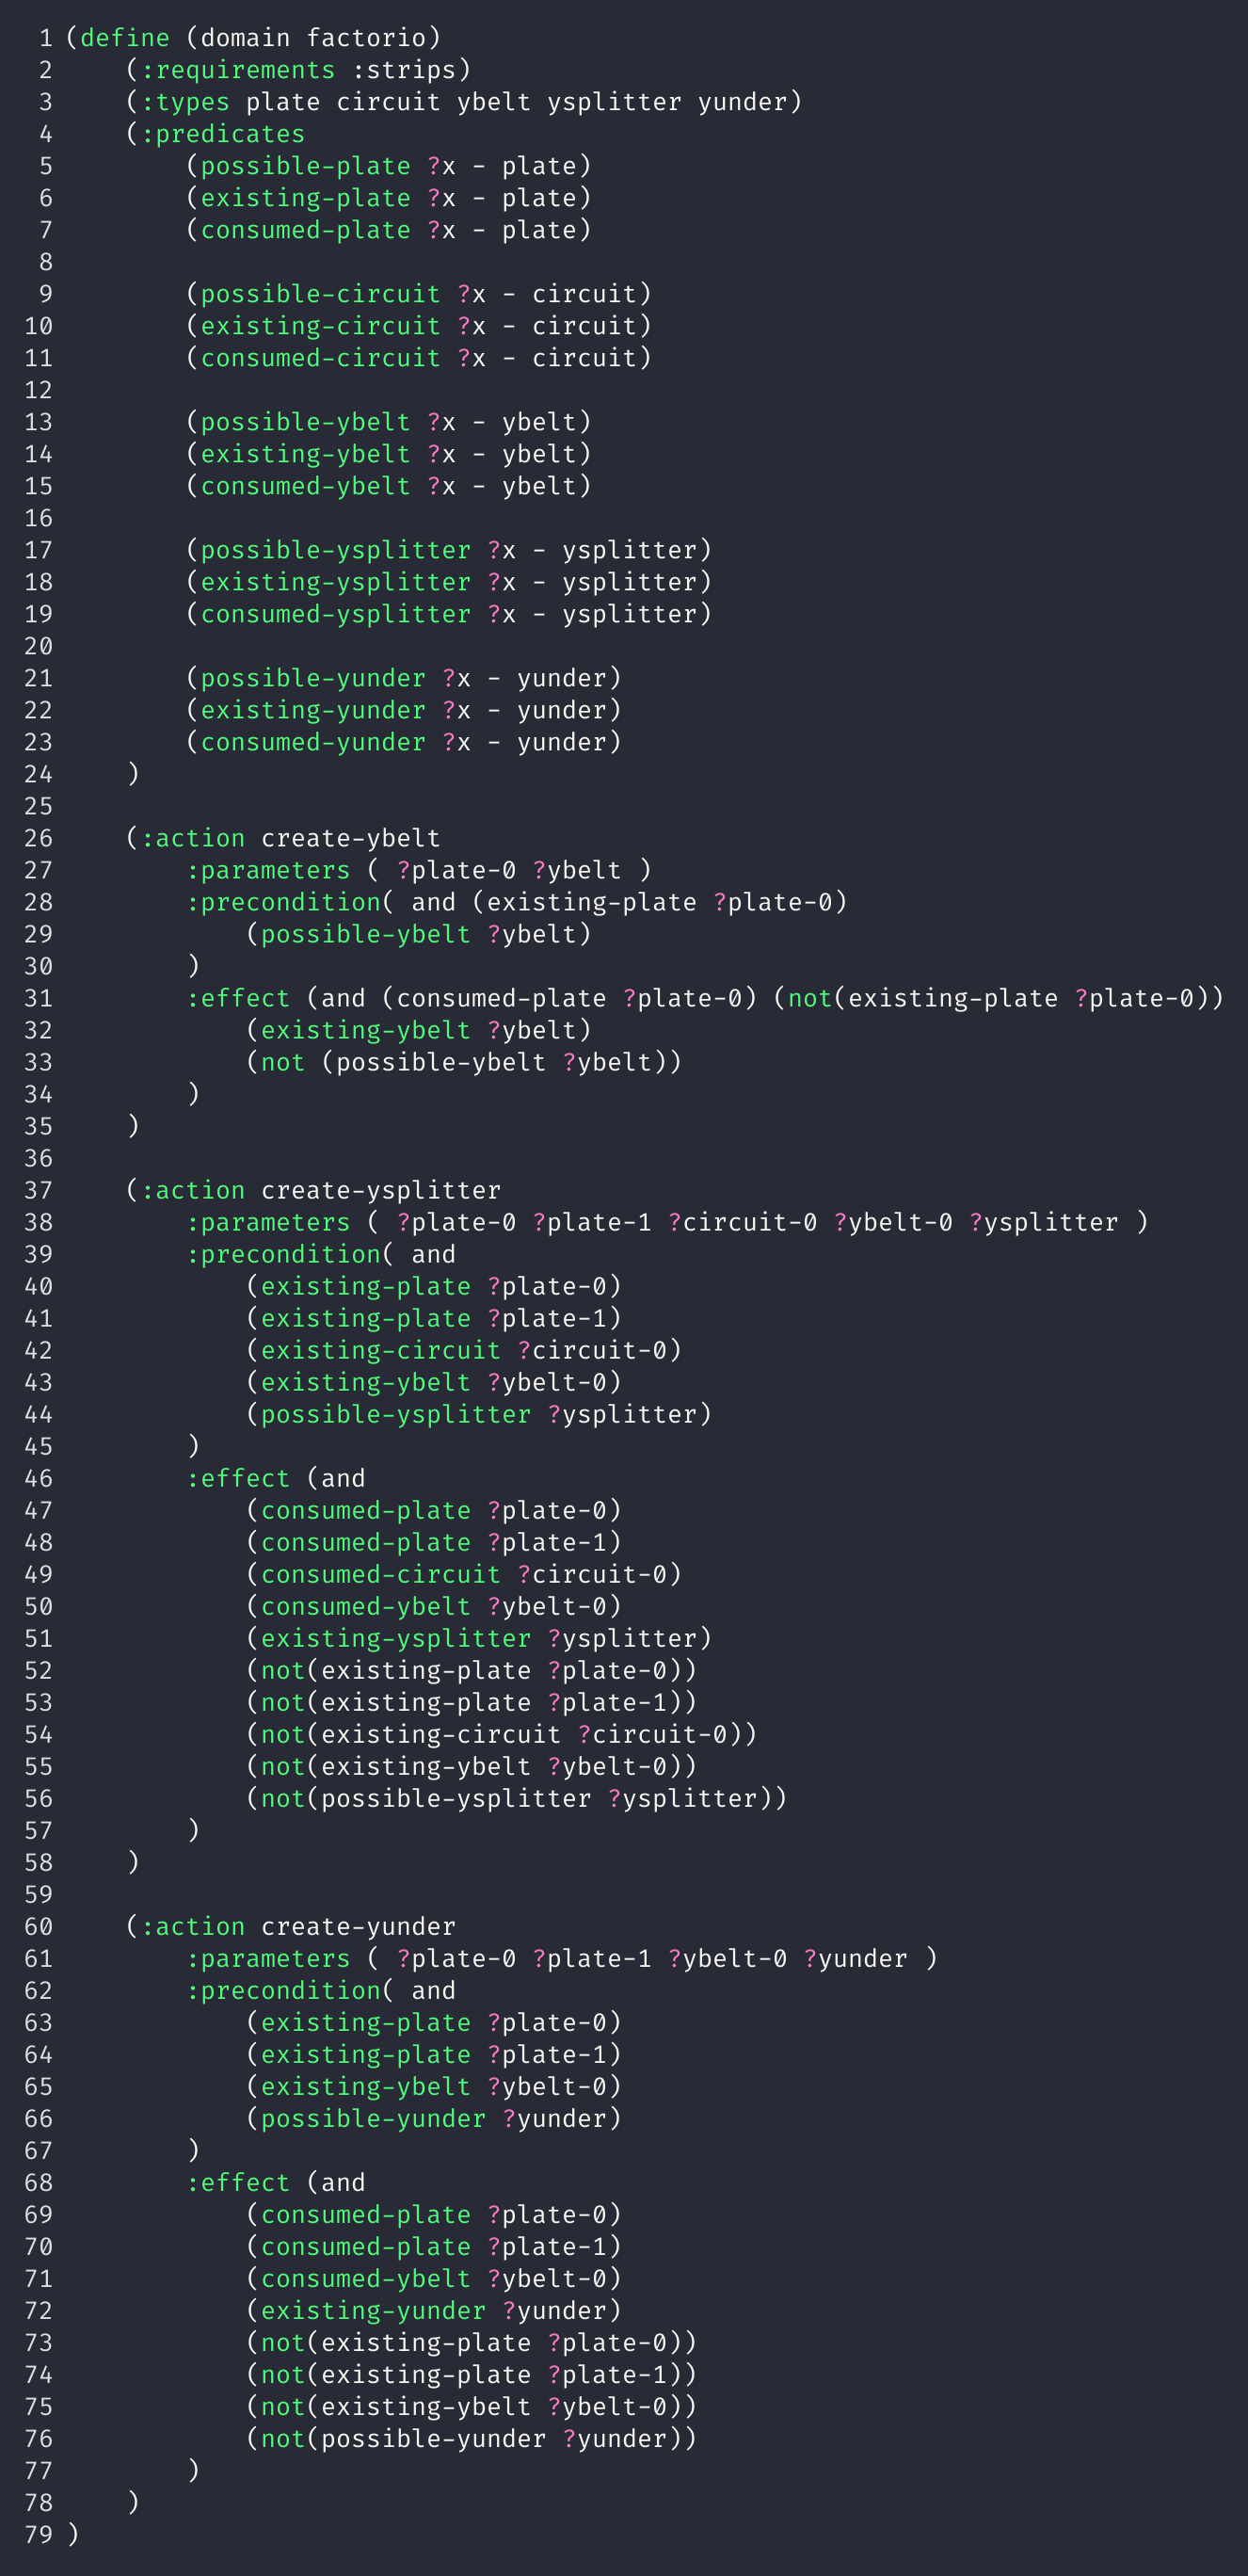 1 (define (domain factorio)
2     (:requirements :strips)
3     (:types plate circuit ybelt ysplitter yunder)
4     (:predicates
5         (possible-plate ?x - plate)
6         (existing-plate ?x - plate)
7         (consumed-plate ?x - plate)
8
9         (possible-circuit ?x - circuit)
10         (existing-circuit ?x - circuit)
11         (consumed-circuit ?x - circuit)
12
13         (possible-ybelt ?x - ybelt)
14         (existing-ybelt ?x - ybelt)
15         (consumed-ybelt ?x - ybelt)
16
17         (possible-ysplitter ?x - ysplitter)
18         (existing-ysplitter ?x - ysplitter)
19         (consumed-ysplitter ?x - ysplitter)
20
21         (possible-yunder ?x - yunder)
22         (existing-yunder ?x - yunder)
23         (consumed-yunder ?x - yunder)
24     )
25
26     (:action create-ybelt
27         :parameters ( ?plate-0 ?ybelt )
28         :precondition( and (existing-plate ?plate-0)
29             (possible-ybelt ?ybelt)
30         )
31         :effect (and (consumed-plate ?plate-0) (not(existing-plate ?plate-0))
32             (existing-ybelt ?ybelt)
33             (not (possible-ybelt ?ybelt))
34         )
35     )
36
37     (:action create-ysplitter
38         :parameters ( ?plate-0 ?plate-1 ?circuit-0 ?ybelt-0 ?ysplitter )
39         :precondition( and
40             (existing-plate ?plate-0)
41             (existing-plate ?plate-1)
42             (existing-circuit ?circuit-0)
43             (existing-ybelt ?ybelt-0)
44             (possible-ysplitter ?ysplitter)
45         )
46         :effect (and
47             (consumed-plate ?plate-0)
48             (consumed-plate ?plate-1)
49             (consumed-circuit ?circuit-0)
50             (consumed-ybelt ?ybelt-0)
51             (existing-ysplitter ?ysplitter)
52             (not(existing-plate ?plate-0))
53             (not(existing-plate ?plate-1))
54             (not(existing-circuit ?circuit-0))
55             (not(existing-ybelt ?ybelt-0))
56             (not(possible-ysplitter ?ysplitter))
57         )
58     )
59
60     (:action create-yunder
61         :parameters ( ?plate-0 ?plate-1 ?ybelt-0 ?yunder )
62         :precondition( and
63             (existing-plate ?plate-0)
64             (existing-plate ?plate-1)
65             (existing-ybelt ?ybelt-0)
66             (possible-yunder ?yunder)
67         )
68         :effect (and
69             (consumed-plate ?plate-0)
70             (consumed-plate ?plate-1)
71             (consumed-ybelt ?ybelt-0)
72             (existing-yunder ?yunder)
73             (not(existing-plate ?plate-0))
74             (not(existing-plate ?plate-1))
75             (not(existing-ybelt ?ybelt-0))
76             (not(possible-yunder ?yunder))
77         )
78     )
79 )